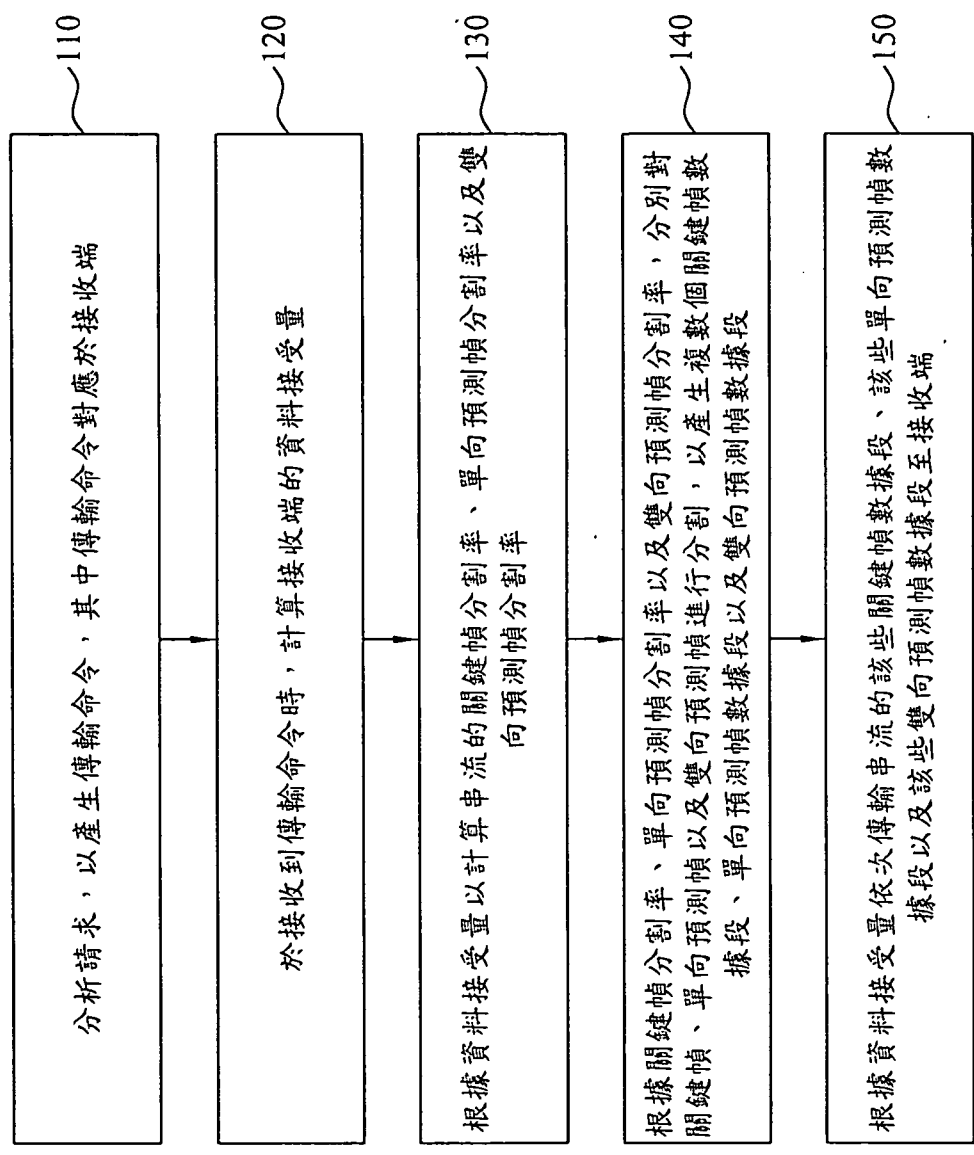 110
分析請求，以產生傳輸命令，其中傳輸命令對應於接收端
120
於接收到傳輸命令時，計算接收端的資料接受量
130
根據資料接受量以計算串流的關鍵幀分割率、單向預測幀分割率以及雙
向預測幀分割率
140
根據關鍵幀分割率、單向預測幀分割率以及雙向預測幀分割率，分別對
關鍵幀、單向預測幀以及雙向預測幀進行分割，以產生複數個關鍵幀數
據段、單向預測幀數據段以及雙向預測幀數據段
150
根據資料接受量依次傳輸串流的該些關鍵幀數據段、該些單向預測幀數
據段以及該些雙向預測幀數據段至接收端